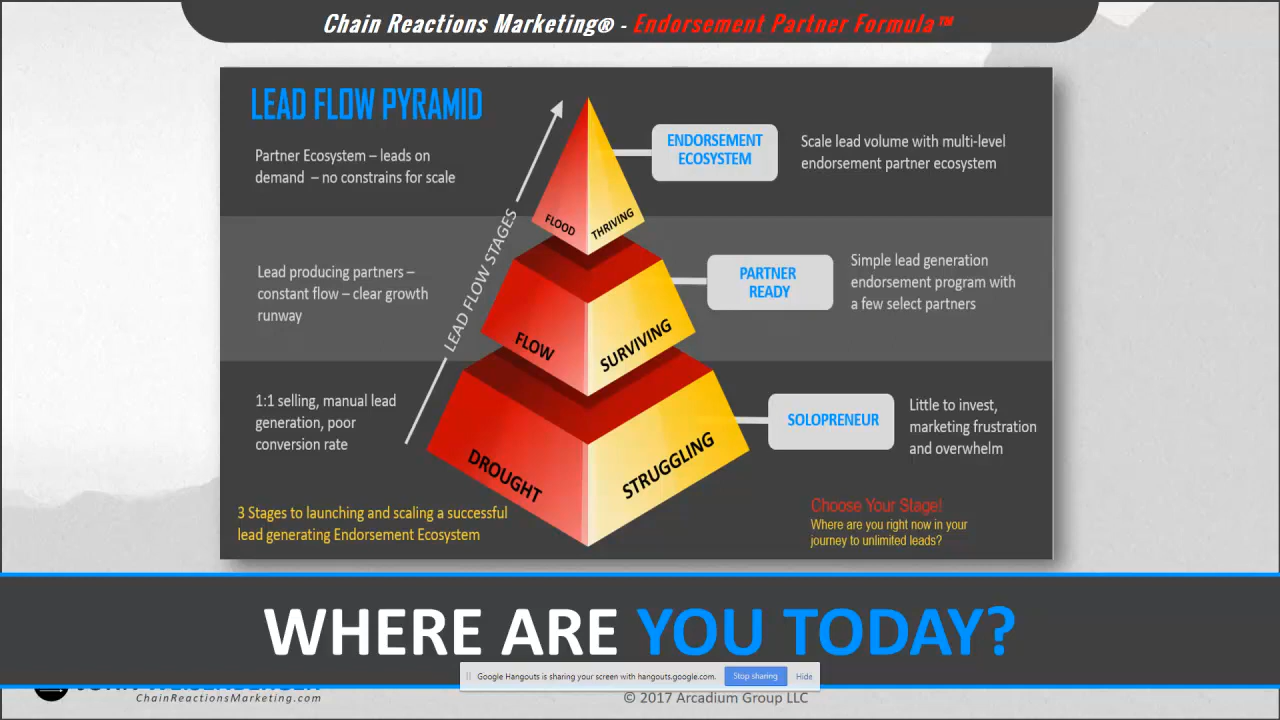 Chain Reactions Marketing® - Endorsement Partner Formula™
LEAD FLOW PYRAMID
Partner Ecosystem – leads on
demand – no constrains for scale
ENDORSEMENT
ECOSYSTEM
Scale lead volume with multi-level
endorsement partner ecosystem
FLOOD
THRIVING
LEAD FLOW STAGES
Lead producing partners –
constant flow – clear growth
runway
PARTNER
READY
Simple lead generation
endorsement program with
a few select partners
FLOW
SURVIVING
1:1 selling, manual lead
generation, poor
conversion rate
SOLOPRENEUR
Little to invest,
marketing frustration
and overwhelm
DROUGHT
STRUGGLING
3 Stages to launching and scaling a successful
lead generating Endorsement Ecosystem
Choose Your Stage!
Where are you right now in your
journey to unlimited leads?
WHERE ARE YOU TODAY?
Google Hangouts is sharing your screen with hangouts.google.com.
Stop sharing
Hide
ChainReactionsMarketing.com
© 2017 Arcadium Group LLC